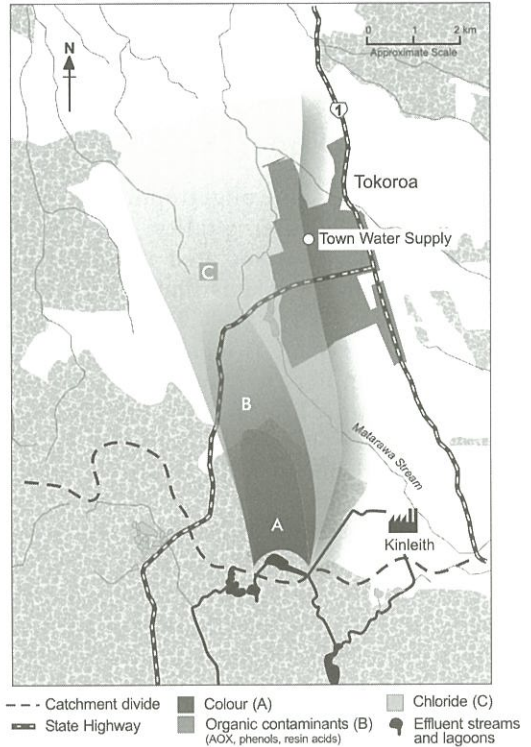 N
0 1 2 km
Approximate Scale
1
Tokoroa
Town Water Supply
C
B
Matarawa Stream
A
Kinleith
Catchment divide
State Highway
Colour (A)
Organic contaminants (B)
(AOX, phenols, resin acids)
Chloride (C)
Effluent streams
and lagoons